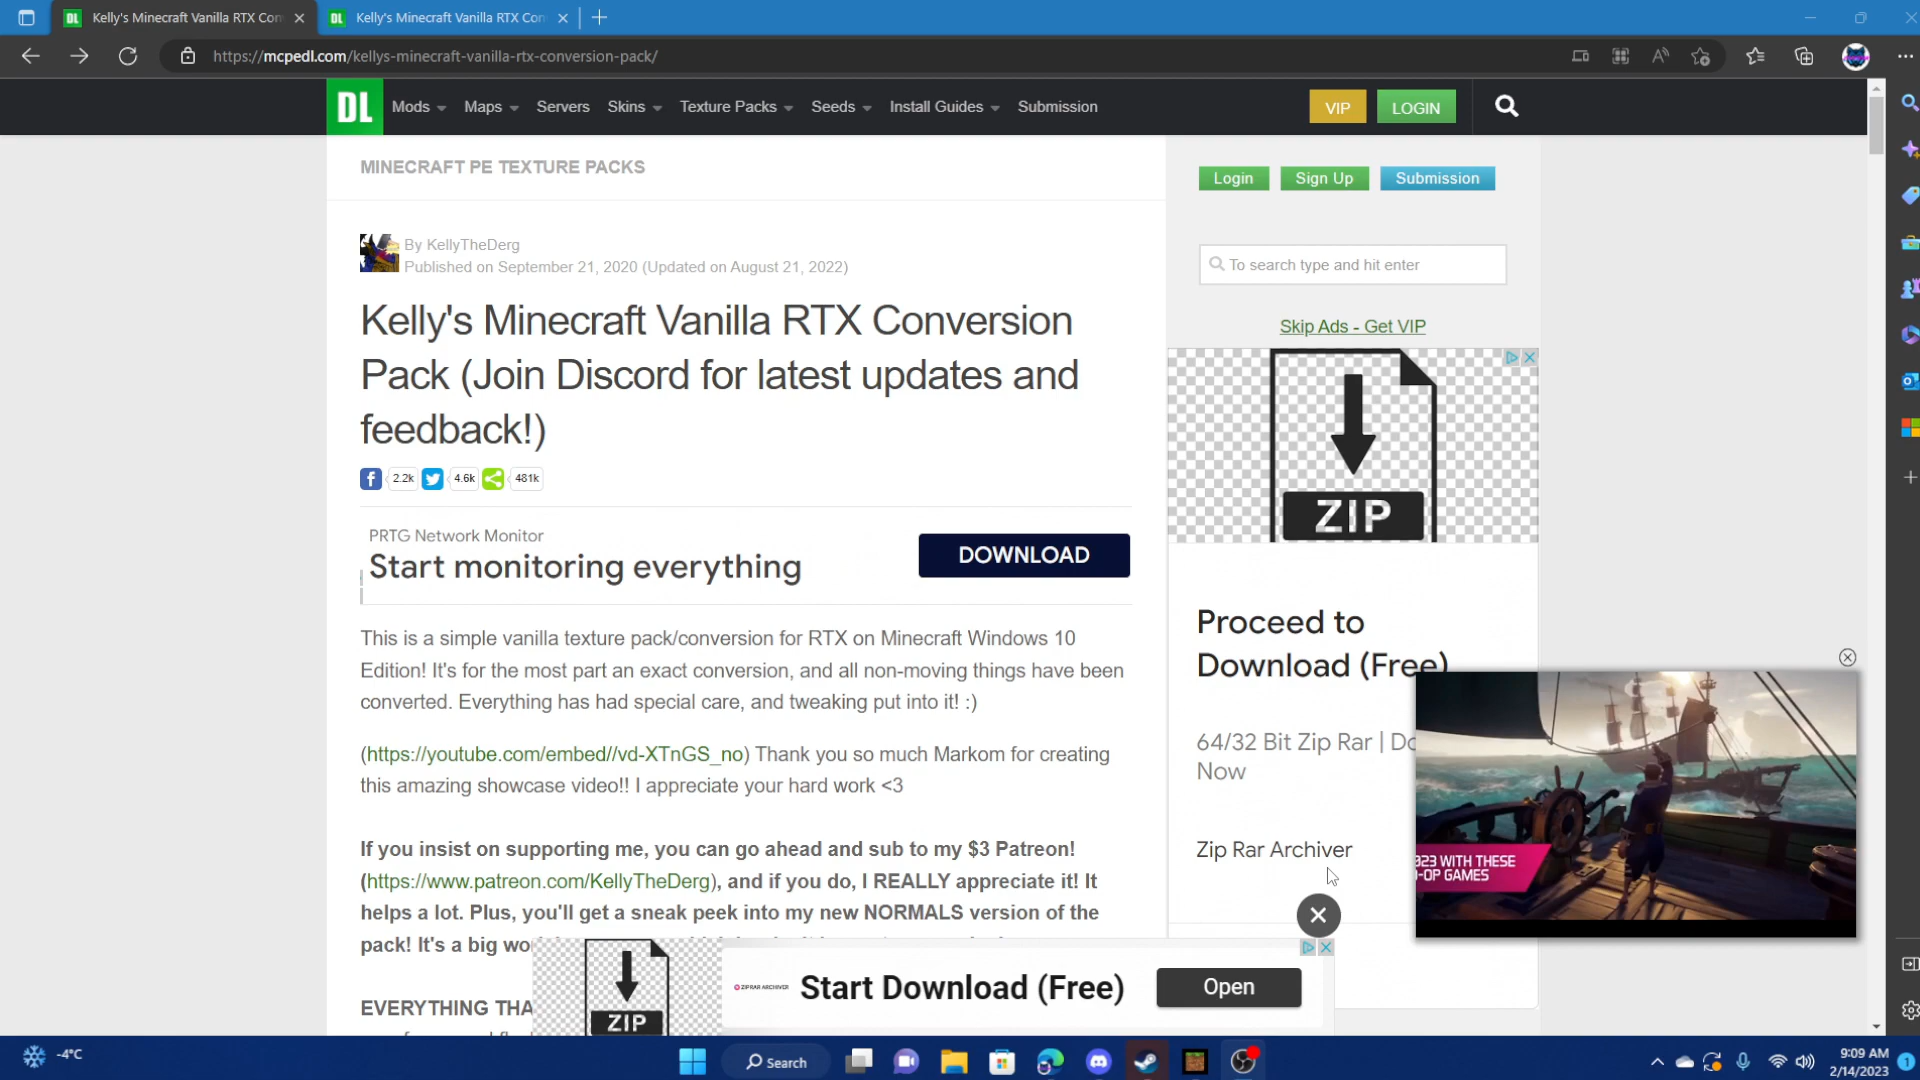 Kelly's Minecraft Vanilla RTX Con
Kelly's Minecraft Vanilla RTX Con
https://mcpedl.com/kellys-minecraft-vanilla-rtx-conversion-pack/
DL
Mods
Maps
Servers
Skins
Texture Packs
Seeds
Install Guides
Submission
VIP
LOGIN
MINECRAFT PE TEXTURE PACKS
By KellyTheDerg
Published on September 21, 2020 (Updated on August 21, 2022)
Kelly's Minecraft Vanilla RTX Conversion
Pack (Join Discord for latest updates and
feedback!)
2.2k 4.6k 481k
PRTG Network Monitor
Start monitoring everything
DOWNLOAD
This is a simple vanilla texture pack/conversion for RTX on Minecraft Windows 10
Edition! It's for the most part an exact conversion, and all non-moving things have been
converted. Everything has had special care, and tweaking put into it! :)
(https://youtube.com/embed//vd-XTnGS_no) Thank you so much Markom for creating
this amazing showcase video!! I appreciate your hard work <3
If you insist on supporting me, you can go ahead and sub to my $3 Patreon!
(https://www.patreon.com/KellyTheDerg), and if you do, I REALLY appreciate it! It
helps a lot. Plus, you'll get a sneak peek into my new NORMALS version of the
pack! It's a big wo
EVERYTHING THA
Login
Sign Up
Submission
To search type and hit enter
Skip Ads - Get VIP
ZIP
Proceed to
Download (Free)
64/32 Bit Zip Rar | Do
Now
Zip Rar Archiver
023 WITH THESE
-OP GAMES
ZIP
ZIP RAR ARCHIVER
Start Download (Free)
Open
-4°C
Search
9:09 AM
2/14/2023
1